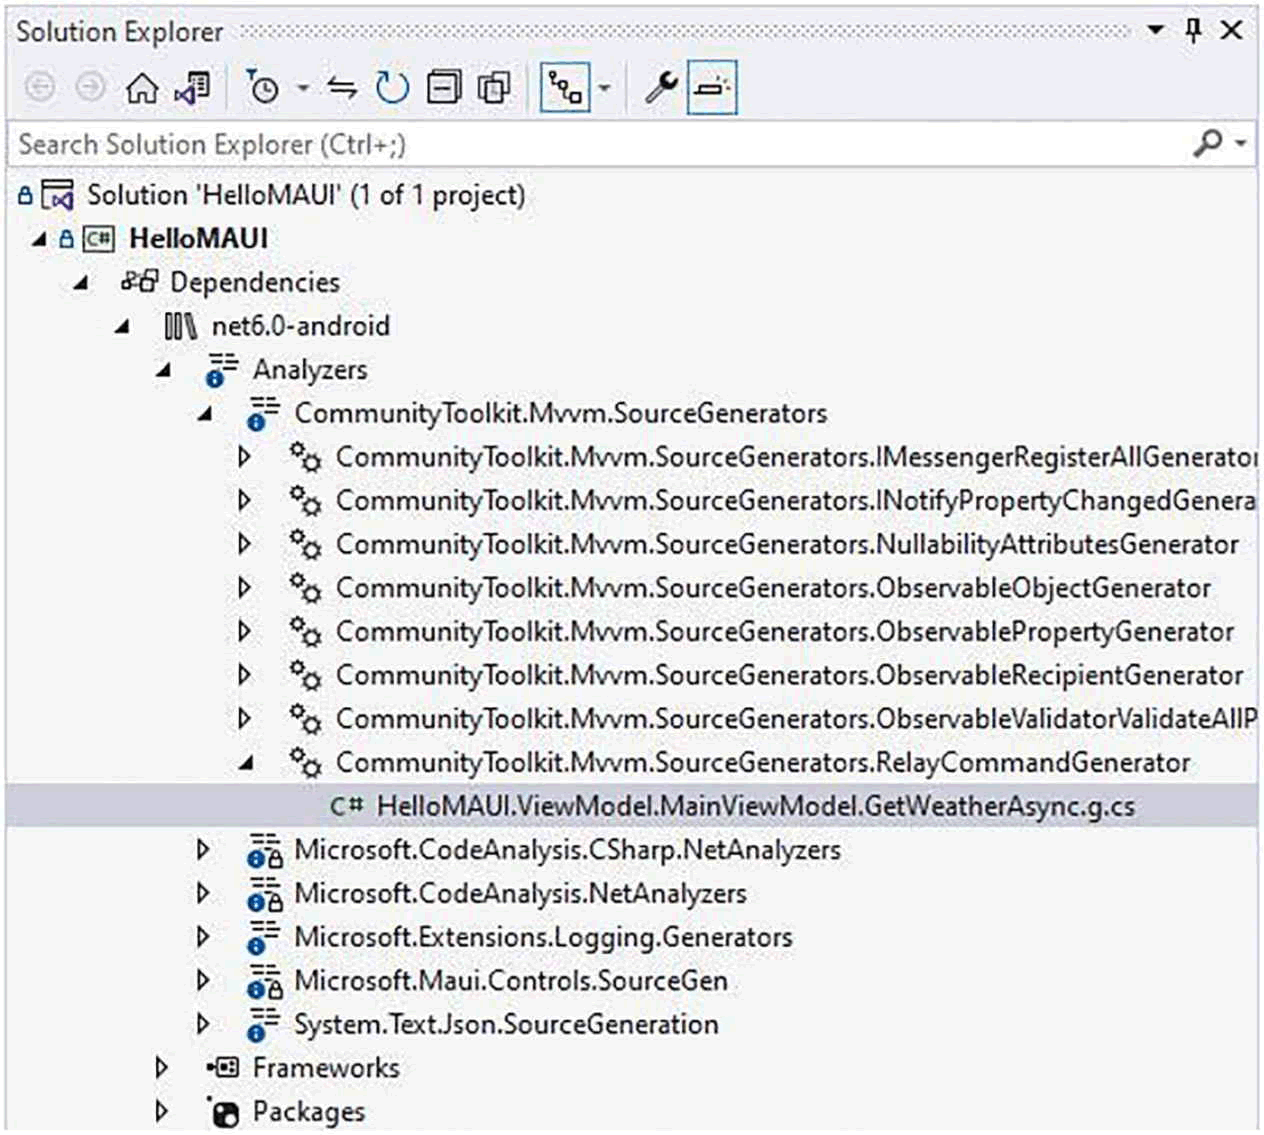 Solution Explorer
Search Solution Explorer (Ctrl+;)
Solution 'HelloMAUI' (1 of 1 project)
C# HelloMAUI
Dependencies
net6.0-android
Analyzers
CommunityToolkit.Mvvm.SourceGenerators
CommunityToolkit.Mvvm.SourceGenerators.IMessengerRegisterAllGenerator
CommunityToolkit.Mvvm.SourceGenerators.INotifyPropertyChangedGenera
CommunityToolkit.Mvvm.SourceGenerators.NullabilityAttributesGenerator
CommunityToolkit.Mvvm.SourceGenerators.ObservableObjectGenerator
CommunityToolkit.Mvvm.SourceGenerators.ObservablePropertyGenerator
CommunityToolkit.Mvvm.SourceGenerators.ObservableRecipientGenerator
CommunityToolkit.Mvvm.SourceGenerators.ObservableValidatorValidateAllP
CommunityToolkit.Mvvm.SourceGenerators.RelayCommandGenerator
C# HelloMAUI.ViewModel.MainViewModel.GetWeatherAsync.g.cs
Microsoft.CodeAnalysis.CSharp.NetAnalyzers
Microsoft.CodeAnalysis.NetAnalyzers
Microsoft.Extensions.Logging.Generators
Microsoft.Maui.Controls.SourceGen
System.Text.Json.SourceGeneration
Frameworks
Packages